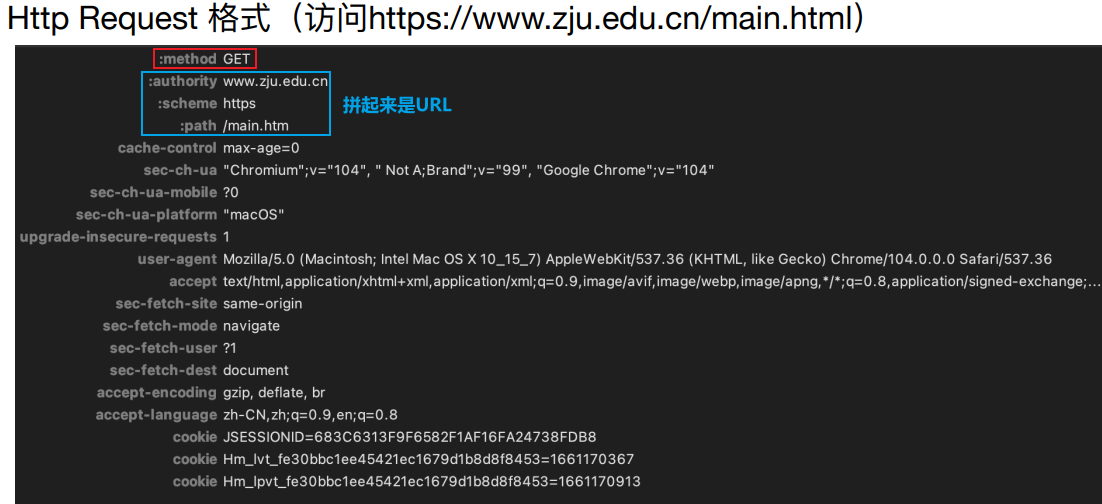 Http Request 格式（访问https://www.zju.edu.cn/main.html）
:method GET
:authority www.zju.edu.cn
:scheme https
拼起来是URL
:path /main.htm
cache-control max-age=0
sec-ch-ua "Chromium";v="104", " Not A;Brand";v="99", "Google Chrome";v="104"
sec-ch-ua-mobile ?0
sec-ch-ua-platform "macOS"
upgrade-insecure-requests 1
user-agent Mozilla/5.0 (Macintosh; Intel Mac OS X 10_15_7) AppleWebKit/537.36 (KHTML, like Gecko) Chrome/104.0.0.0 Safari/537.36
accept text/html,application/xhtml+xml,application/xml;q=0.9,image/avif,image/webp,image/apng,*/*;q=0.8,application/signed-exchange;...
sec-fetch-site same-origin
sec-fetch-mode navigate
sec-fetch-user ?1
sec-fetch-dest document
accept-encoding gzip, deflate, br
accept-language zh-CN,zh;q=0.9,en;q=0.8
cookie JSESSIONID=683C6313F9F6582F1AF16FA24738FDB8
cookie Hm_lvt_fe30bbc1ee45421ec1679d1b8d8f8453=1661170367
cookie Hm_lpvt_fe30bbc1ee45421ec1679d1b8d8f8453=1661170913